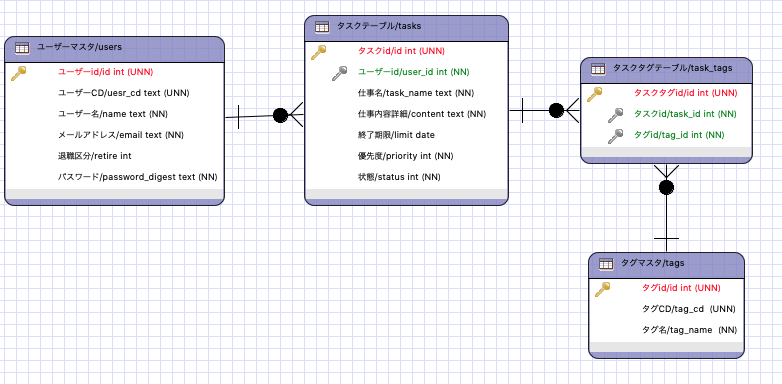 ユーザーマスタ/users
ユーザーid/id int (UNN)
ユーザーCD/uesr_cd text (UNN)
ユーザー名/name text (NN)
メールアドレス/email text (NN)
退職区分/retire int
パスワード/password_digest text (NN)
タスクテーブル/tasks
タスクid/id int (UNN)
ユーザーid/user_id int (NN)
仕事名/task_name text (NN)
仕事内容詳細/content text (NN)
終了期限/limit date
優先度/priority int (NN)
状態/status int (NN)
タスクタグテーブル/task_tags
タスクタグid/id int (UNN)
タスクid/task_id int (NN)
タグid/tag_id int (NN)
タグマスタ/tags
タグid/id int (UNN)
タグCD/tag_cd (UNN)
タグ名/tag_name (NN)